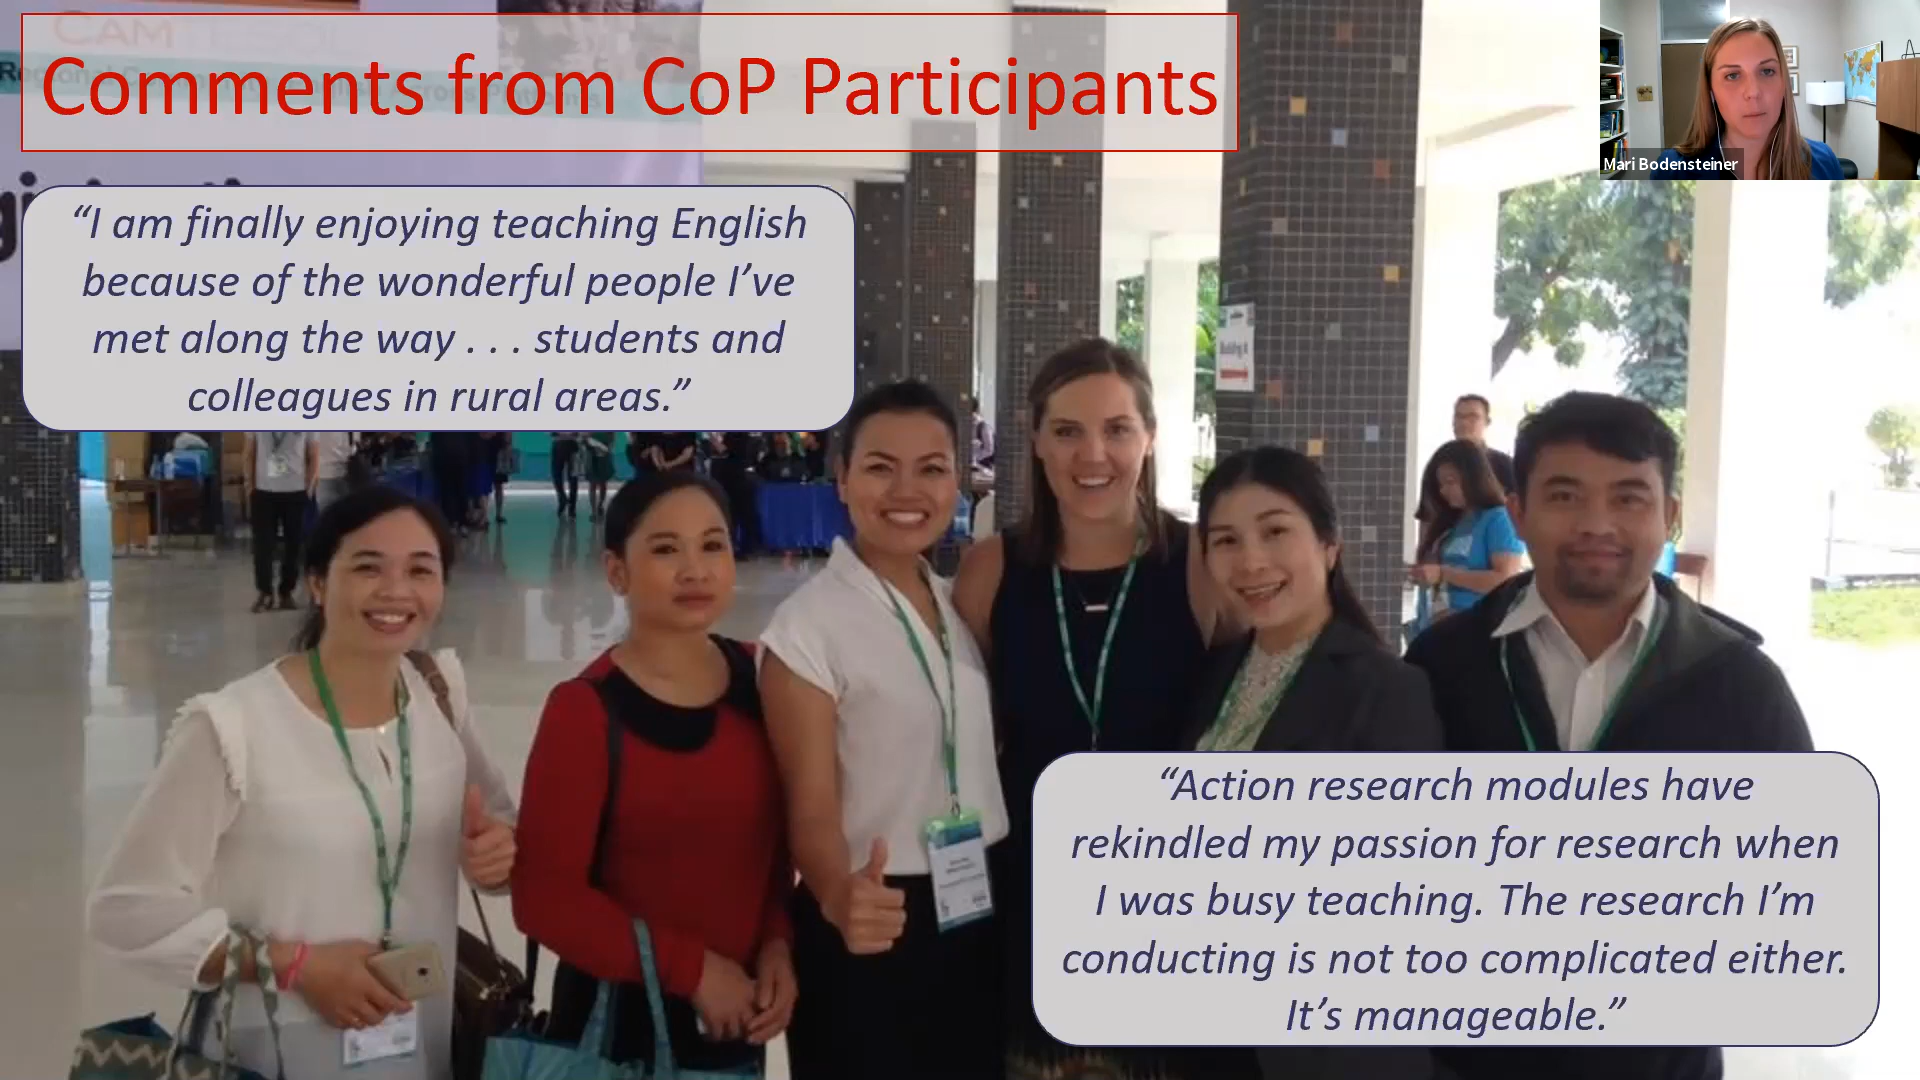 CAMTESOL
Comments from CoP Participants
Mari Bodensteiner
“I am finally enjoying teaching English
because of the wonderful people I’ve
met along the way . . . students and
colleagues in rural areas.”
Building A
“Action research modules have
rekindled my passion for research when
I was busy teaching. The research I’m
conducting is not too complicated either.
It’s manageable.”